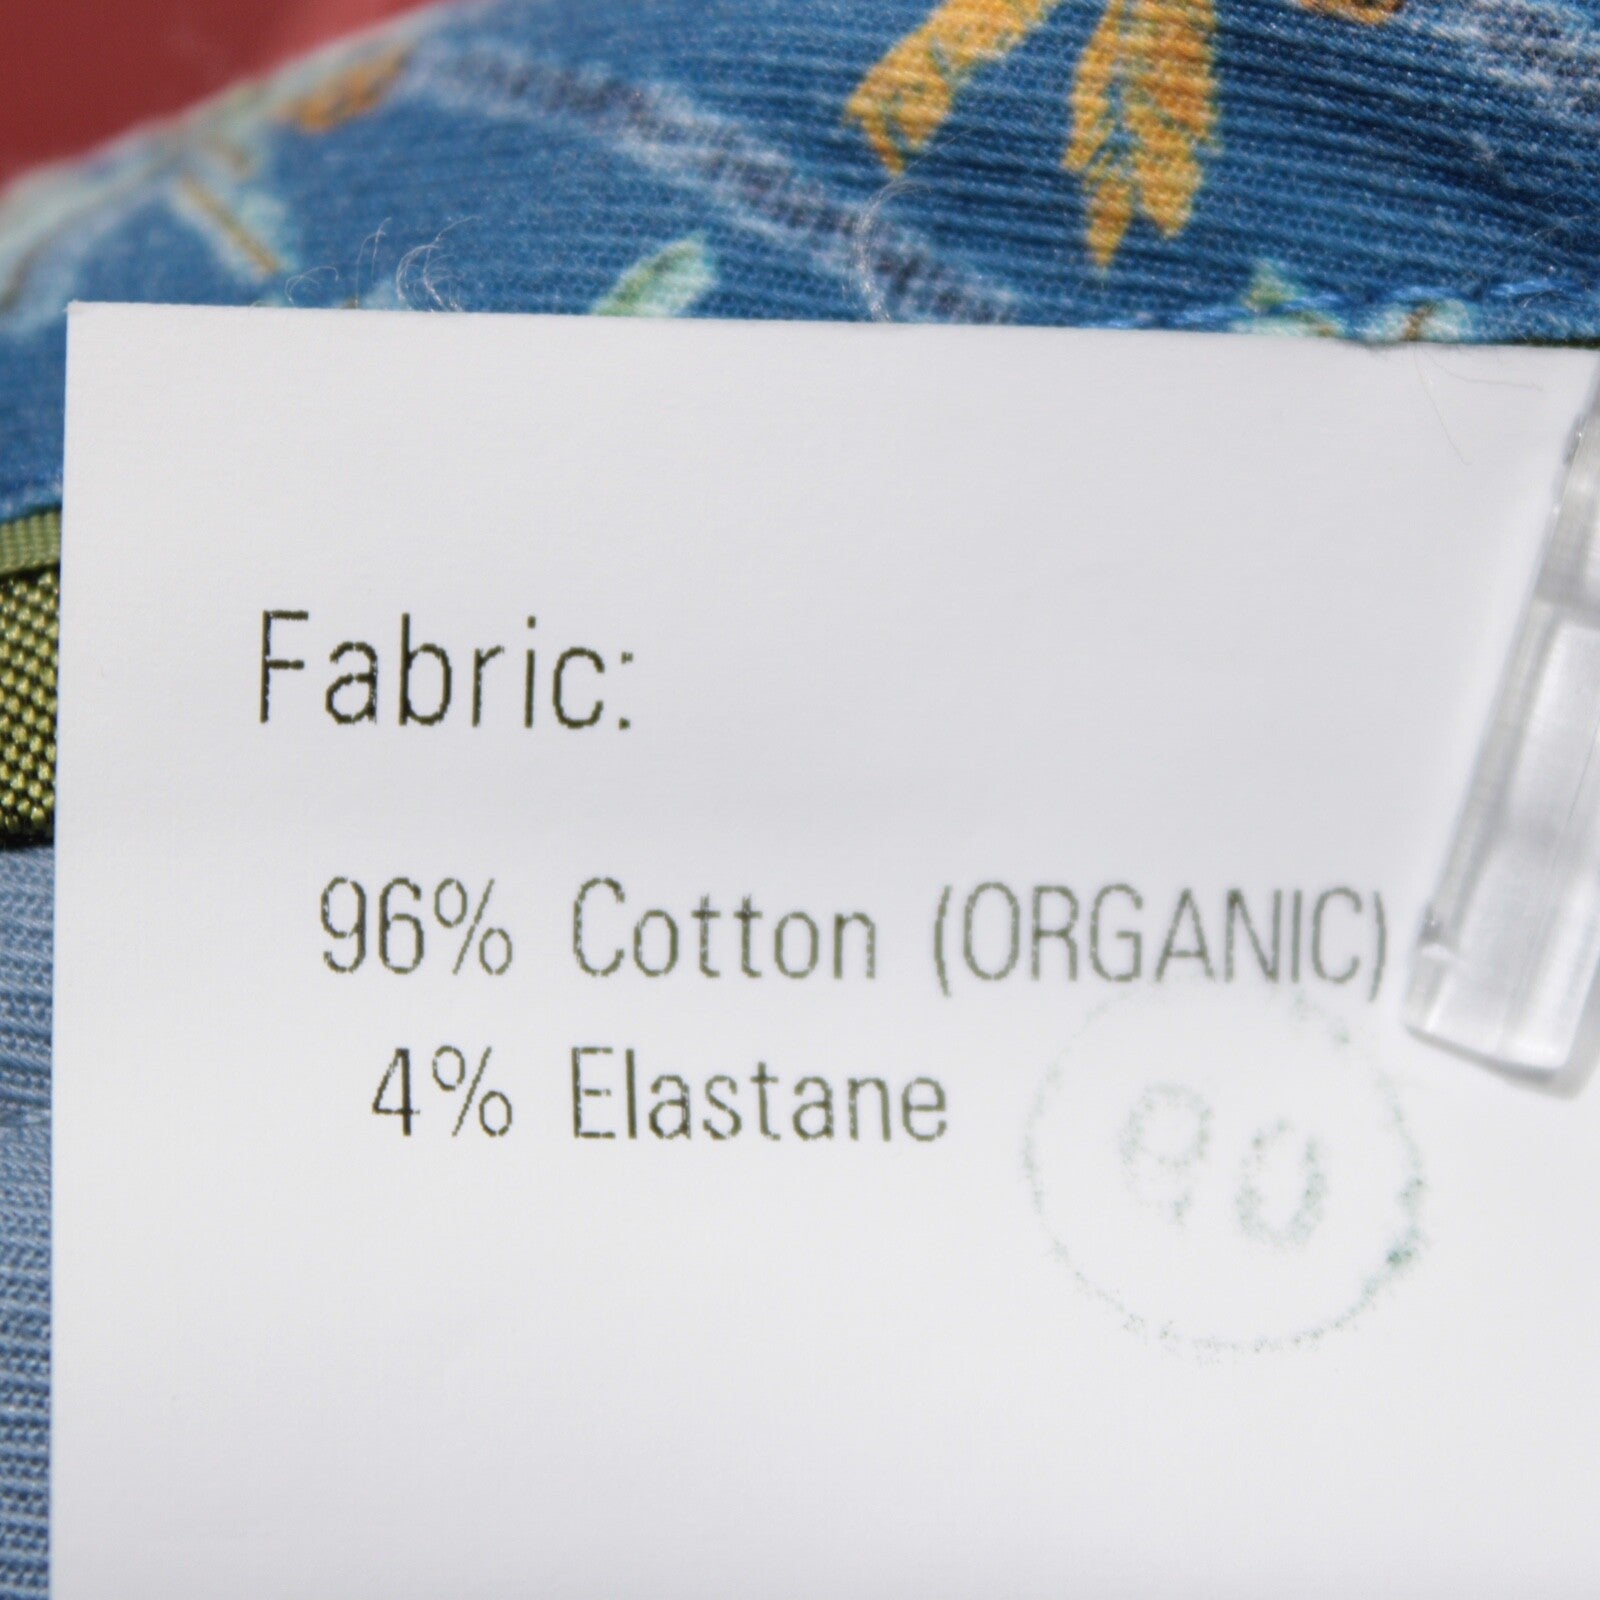 Fabric:
96% Cotton (ORGANIC)
4% Elastane
90